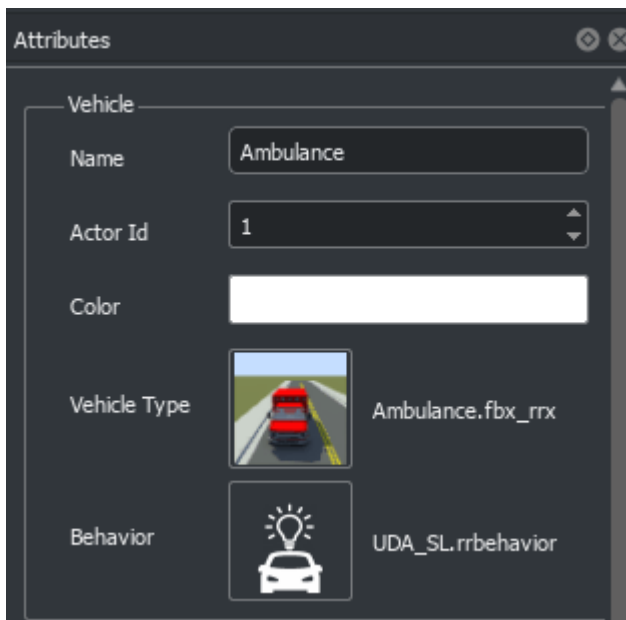 Attributes
Vehicle
Name Ambulance
Actor Id 1
Color
Vehicle Type Ambulance.fbx_rrx
Behavior UDA_SL.rrbehavior